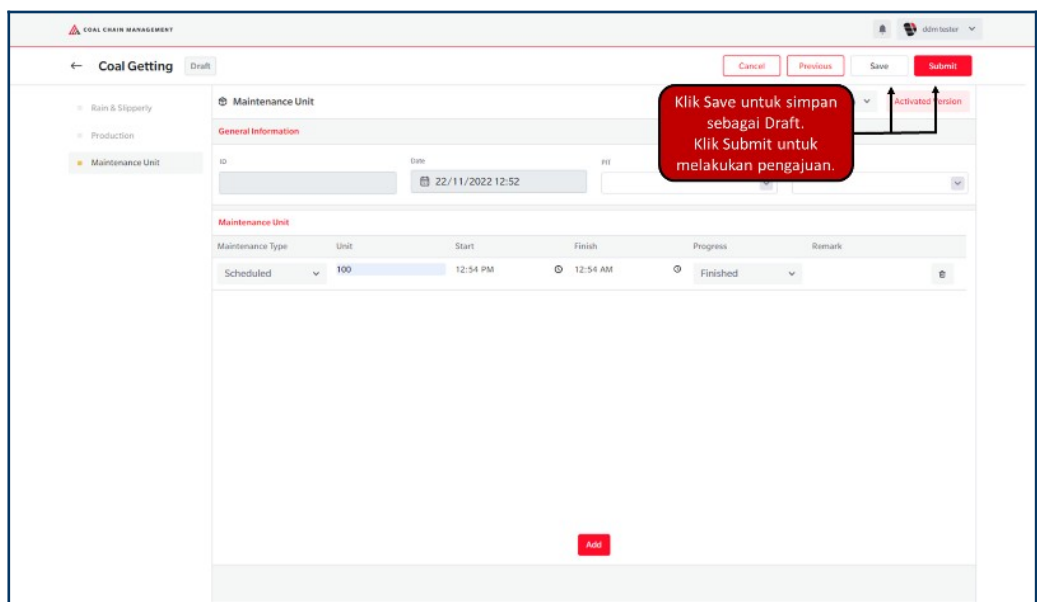 COAL CHAIN MANAGEMENT
ddm tester
Coal Getting
Draft
Cancel
Previous
Save
Submit
Rain & Slipperly
Production
Maintenance Unit
Maintenance Unit
Activated Version
Klik Save untuk simpan
sebagai Draft.
Klik Submit untuk
melakukan pengajuan.
General Information
ID
Date
PIT
22/11/2022 12:52
Maintenance Unit
Maintenance Type Unit Start Finish Progress Remark
Scheduled 100 12:54 PM 12:54 AM Finished
Add